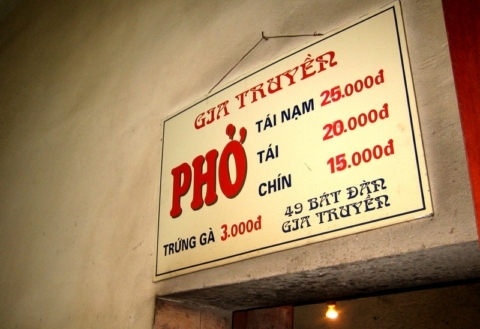 GIA TRUYỀN
PHỞ
TÁI NẠM 25.000đ
TÁI 20.000đ
CHÍN 15.000đ
TRỨNG GÀ 3.000đ
49 BÁT ĐÀN
GIA TRUYỀN